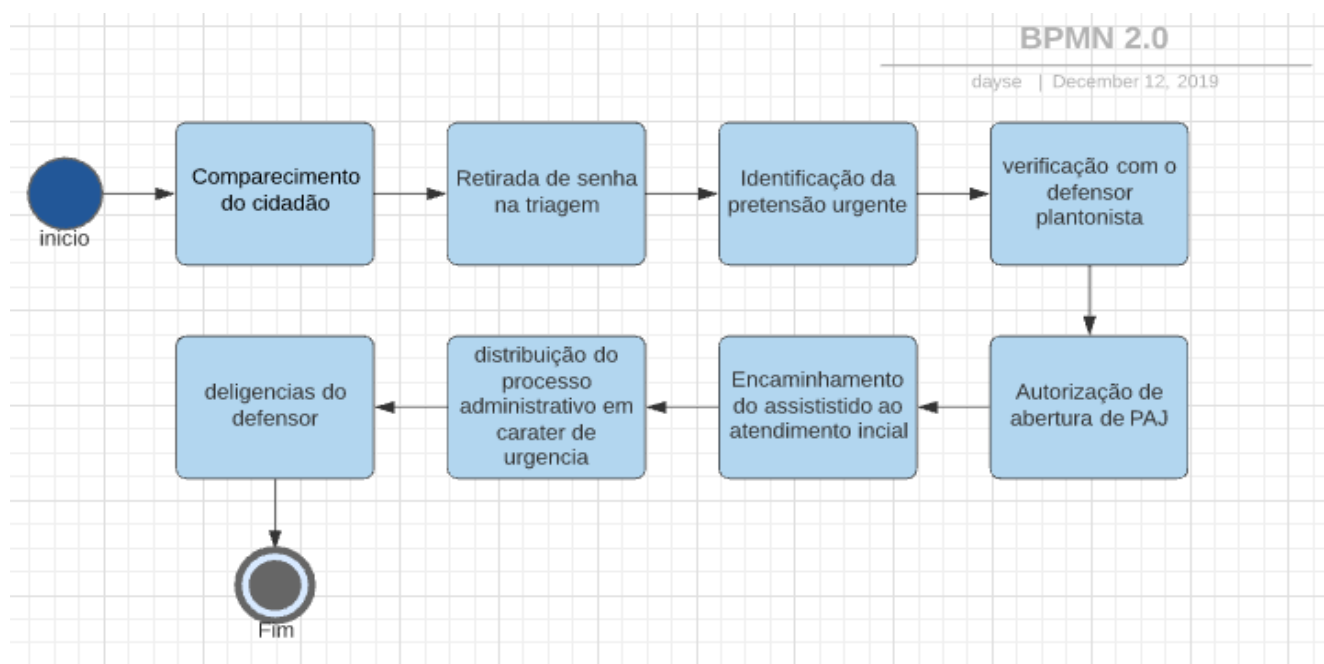 BPMN 2.0
dayse | December 12, 2019
inicio
Comparecimento
do cidadão
Retirada de senha
na triagem
Identificação da
pretensão urgente
verificação com o
defensor
plantonista
Autorização de
abertura de PAJ
Encaminhamento
do assististido ao
atendimento incial
distribuição do
processo
administrativo em
carater de
urgencia
deligencias do
defensor
Fim